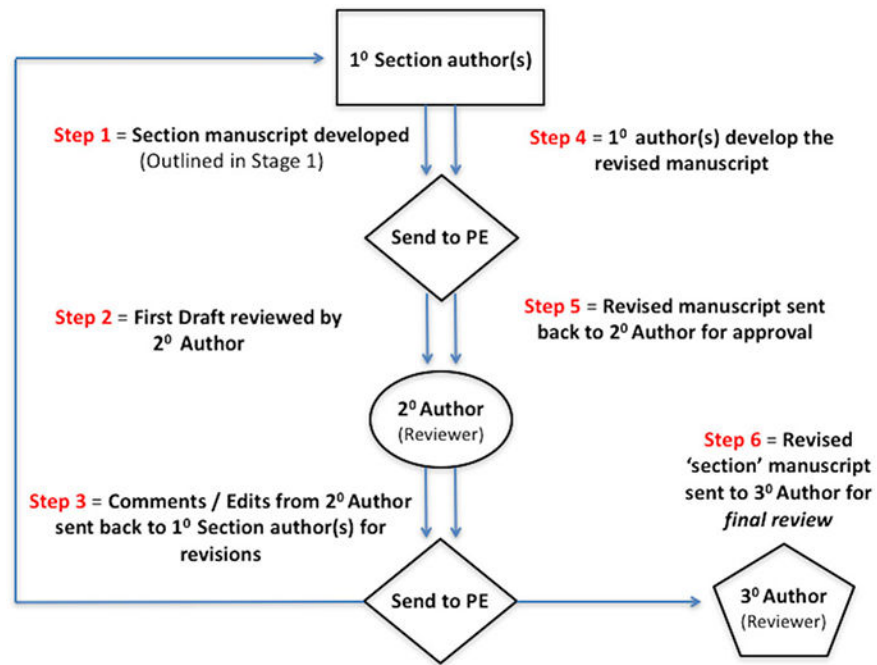 1⁰ Section author(s)
Step 1 = Section manuscript developed
(Outlined in Stage 1)
Step 4 = 1⁰ author(s) develop the
revised manuscript
Send to PE
Step 2 = First Draft reviewed by
2⁰ Author
Step 5 = Revised manuscript sent
back to 2⁰ Author for approval
2⁰ Author
(Reviewer)
Step 3 = Comments / Edits from 2⁰ Author
sent back to 1⁰ Section author(s) for
revisions
Step 6 = Revised
‘section’ manuscript
sent to 3⁰ Author for
final review
Send to PE
3⁰ Author
(Reviewer)